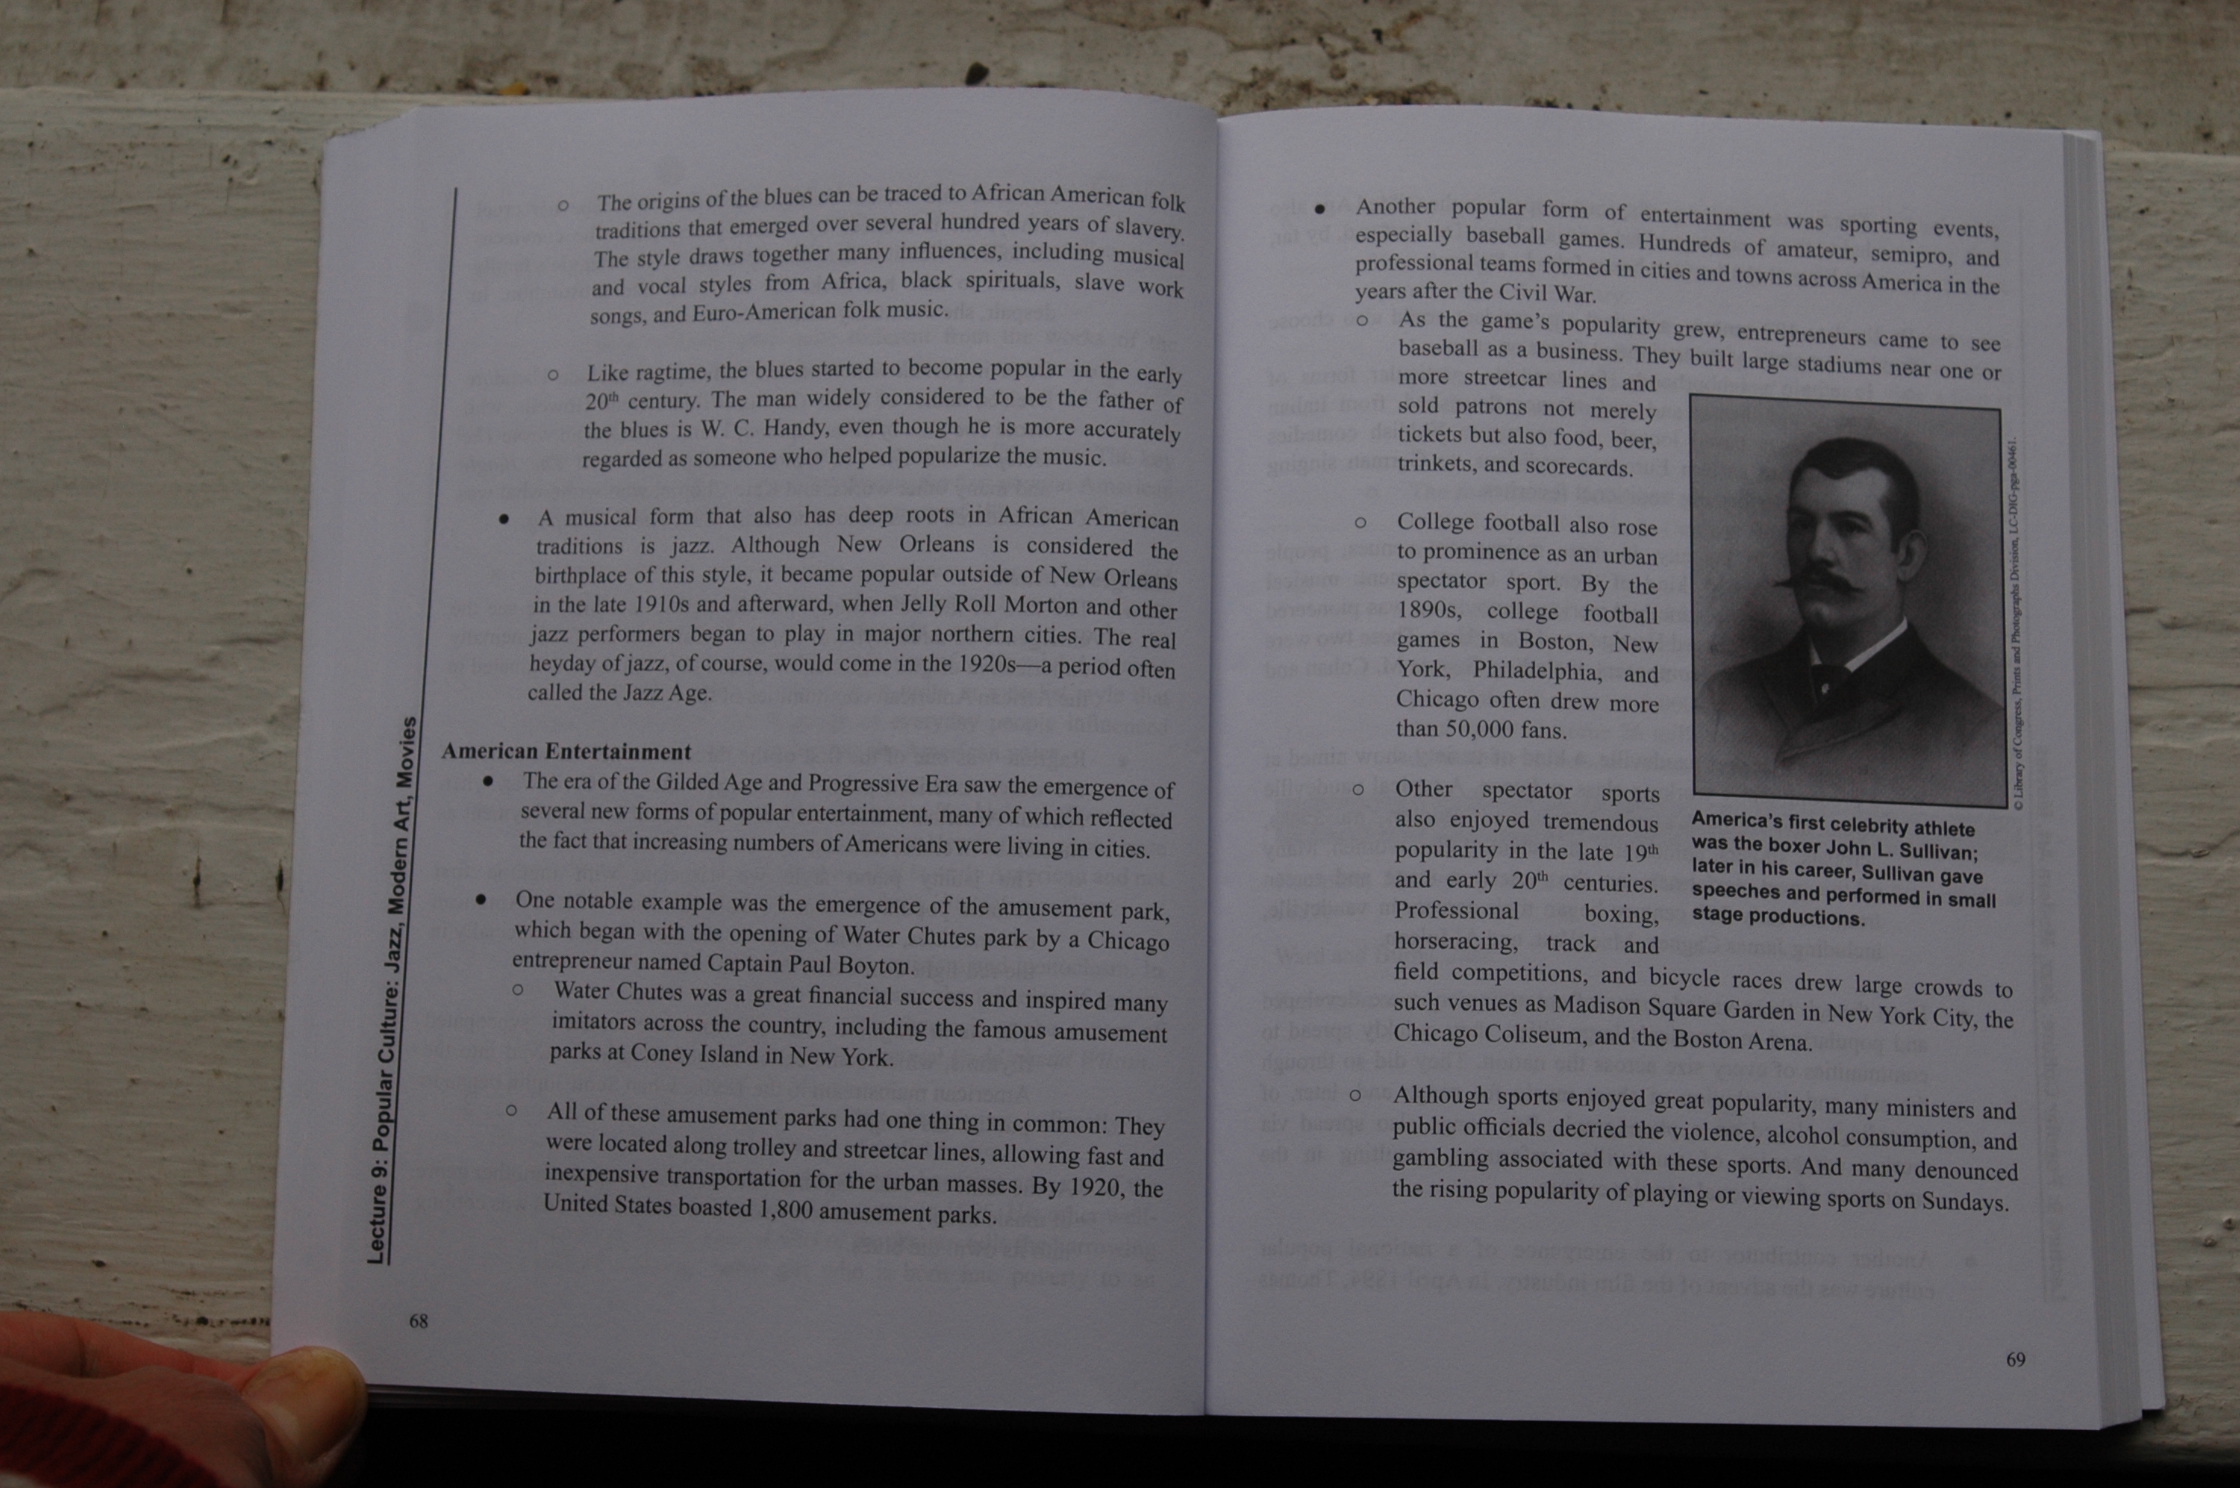 The origins of the blues can be traced to African American folk
traditions that emerged over several hundred years of slavery.
The style draws together many influences, including musical
and vocal styles from Africa, black spirituals, slave work
songs, and Euro-American folk music.
Like ragtime, the blues started to become popular in the early
20th century. The man widely considered to be the father of
the blues is W. C. Handy, even though he is more accurately
regarded as someone who helped popularize the music.
A musical form that also has deep roots in African American
traditions is jazz. Although New Orleans is considered the
birthplace of this style, it became popular outside of New Orleans
in the late 1910s and afterward, when Jelly Roll Morton and other
jazz performers began to play in major northern cities. The real
heyday of jazz, of course, would come in the 1920s—a period often
called the Jazz Age.
American Entertainment
The era of the Gilded Age and Progressive Era saw the emergence of
several new forms of popular entertainment, many of which reflected
the fact that increasing numbers of Americans were living in cities.
One notable example was the emergence of the amusement park,
which began with the opening of Water Chutes park by a Chicago
entrepreneur named Captain Paul Boyton.
Water Chutes was a great financial success and inspired many
imitators across the country, including the famous amusement
parks at Coney Island in New York.
All of these amusement parks had one thing in common: They
were located along trolley and streetcar lines, allowing fast and
inexpensive transportation for the urban masses. By 1920, the
United States boasted 1,800 amusement parks.
Lecture 9: Popular Culture: Jazz, Modern Art, Movies
68
Another popular form of entertainment was sporting events,
especially baseball games. Hundreds of amateur, semipro, and
professional teams formed in cities and towns across America in the
years after the Civil War.
As the game's popularity grew, entrepreneurs came to see
baseball as a business. They built large stadiums near one or
more streetcar lines and
sold patrons not merely
tickets but also food, beer,
trinkets, and scorecards.
College football also rose
to prominence as an urban
spectator sport. By the
1890s, college football
games in Boston, New
York, Philadelphia, and
Chicago often drew more
than 50,000 fans.
Other spectator sports
also enjoyed tremendous
popularity in the late 19th
and early 20th centuries.
Professional boxing,
horseracing, track and
field competitions, and bicycle races drew large crowds to
such venues as Madison Square Garden in New York City, the
Chicago Coliseum, and the Boston Arena.
Although sports enjoyed great popularity, many ministers and
public officials decried the violence, alcohol consumption, and
gambling associated with these sports. And many denounced
the rising popularity of playing or viewing sports on Sundays.
© Library of Congress, Prints and Photographs Division, LC-DIG-pga-00461.
America's first celebrity athlete
was the boxer John L. Sullivan;
later in his career, Sullivan gave
speeches and performed in small
stage productions.
69